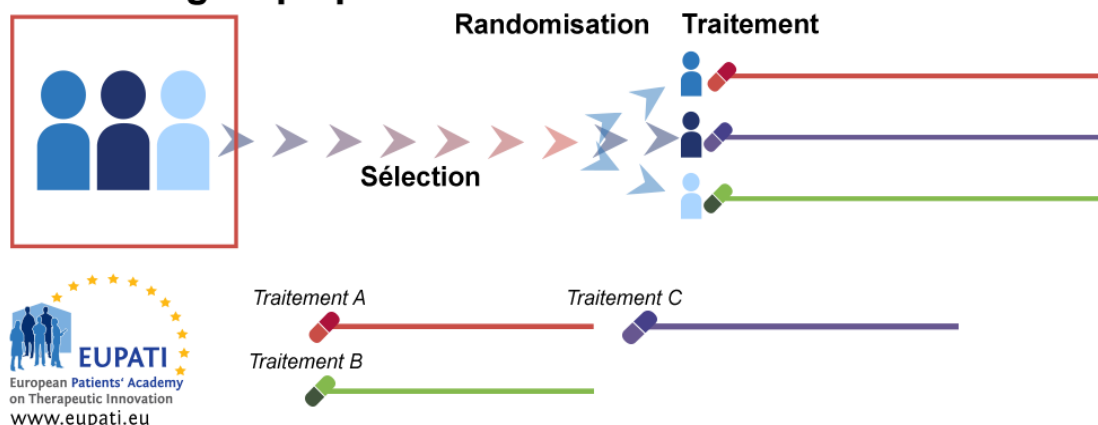 Randomisation Traitement
Sélection
Traitement A
Traitement C
Traitement B
EUPATI
European Patients' Academy
on Therapeutic Innovation
www.eupati.eu